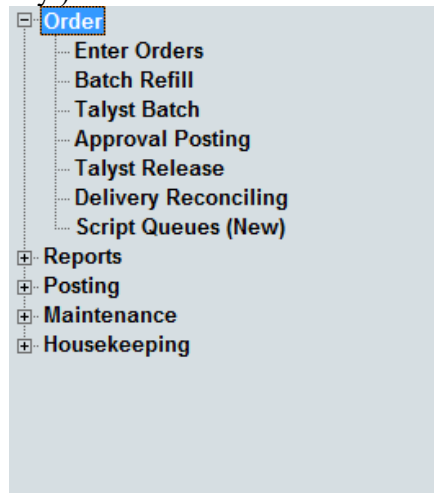 Order
Enter Orders
Batch Refill
Talyst Batch
Approval Posting
Talyst Release
Delivery Reconciling
Script Queues (New)
Reports
Posting
Maintenance
Housekeeping